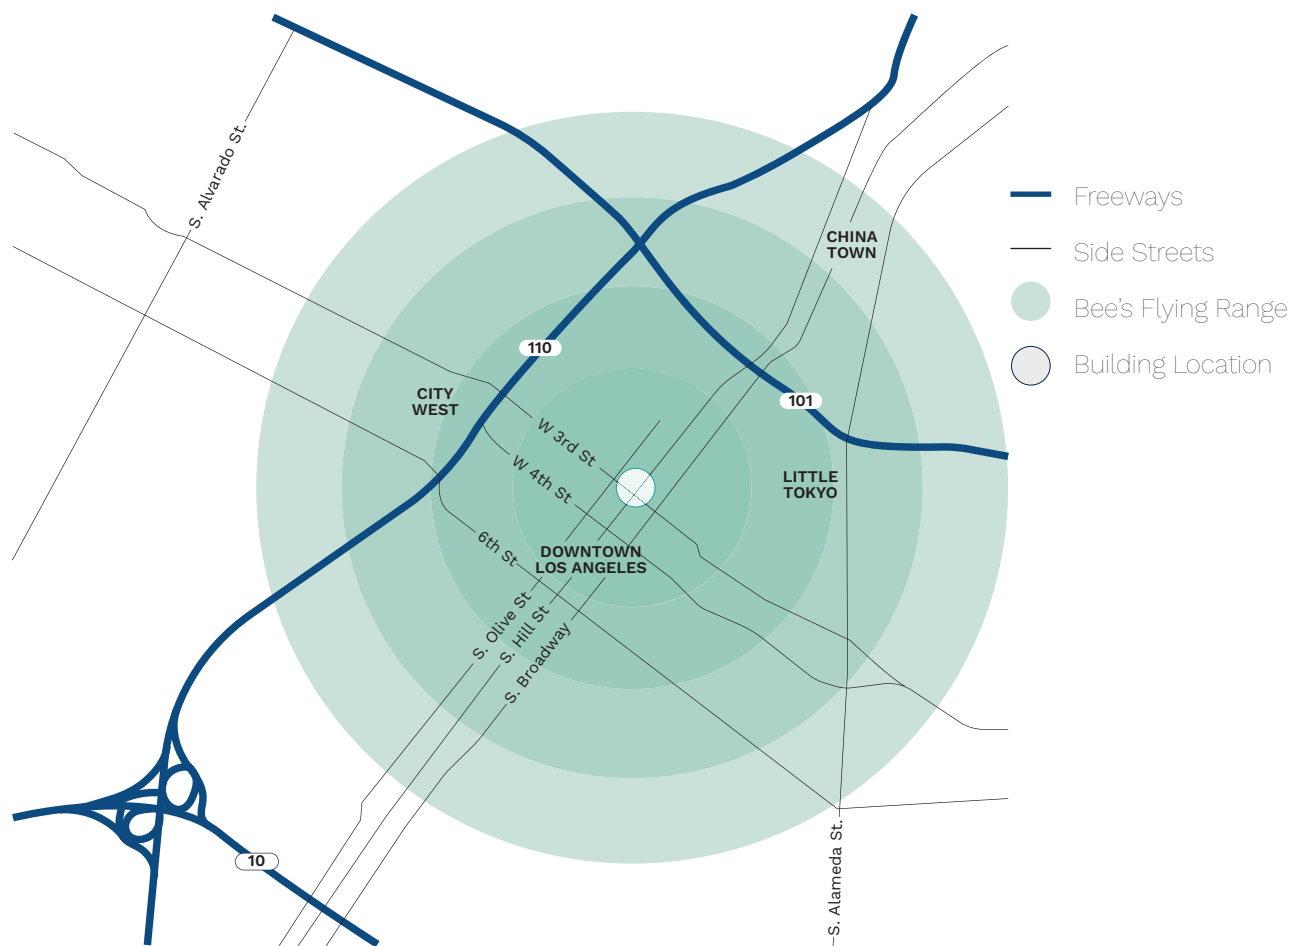 S. Alvarado St.
Freeways
Side Streets
Bee's Flying Range
Building Location
CHINA
TOWN
110
CITY
WEST
101
W 3rd St
W 4th St
LITTLE
TOKYO
6th St
DOWNTOWN
LOS ANGELES
S. Olive St
S. Hill St
S. Broadway
10
S. Alameda St.